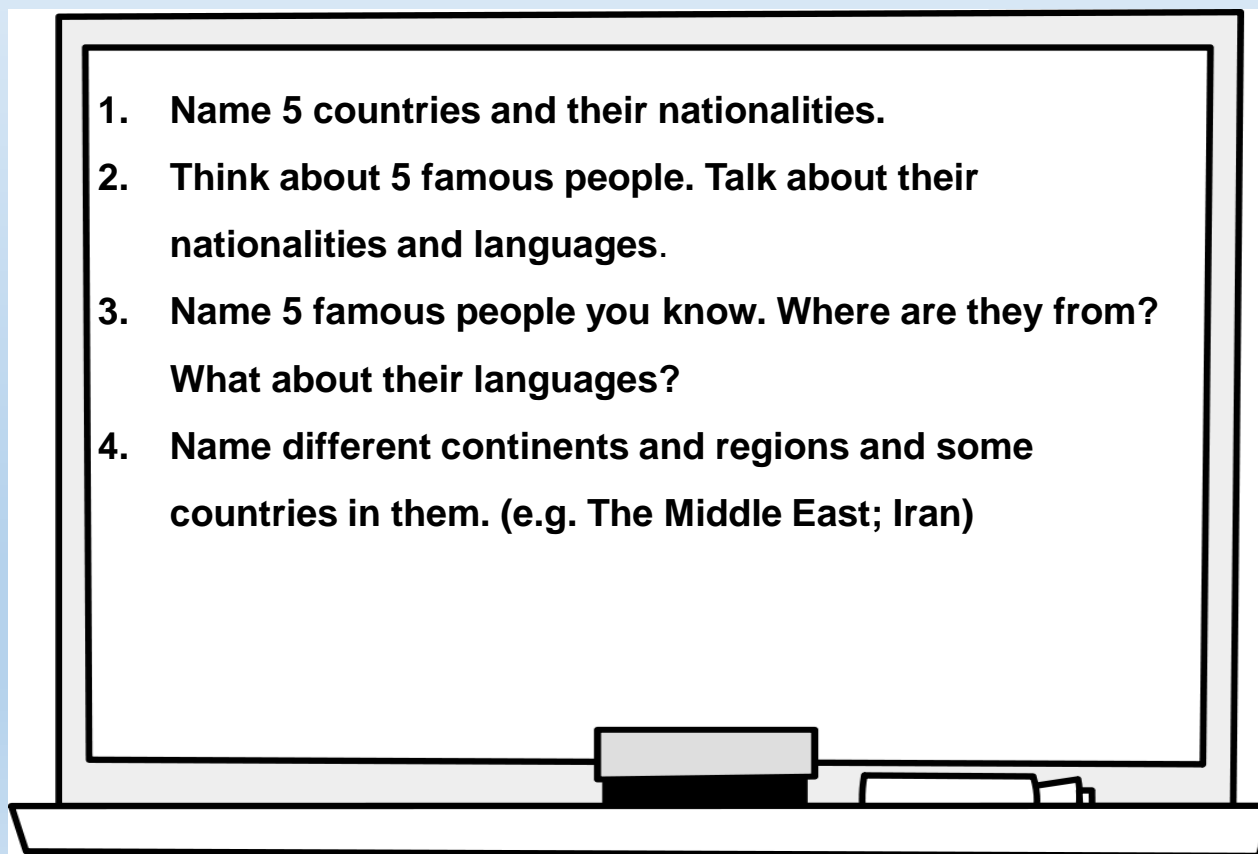 1. Name 5 countries and their nationalities.
2. Think about 5 famous people. Talk about their
nationalities and languages.
3. Name 5 famous people you know. Where are they from?
What about their languages?
4. Name different continents and regions and some
countries in them. (e.g. The Middle East; Iran)